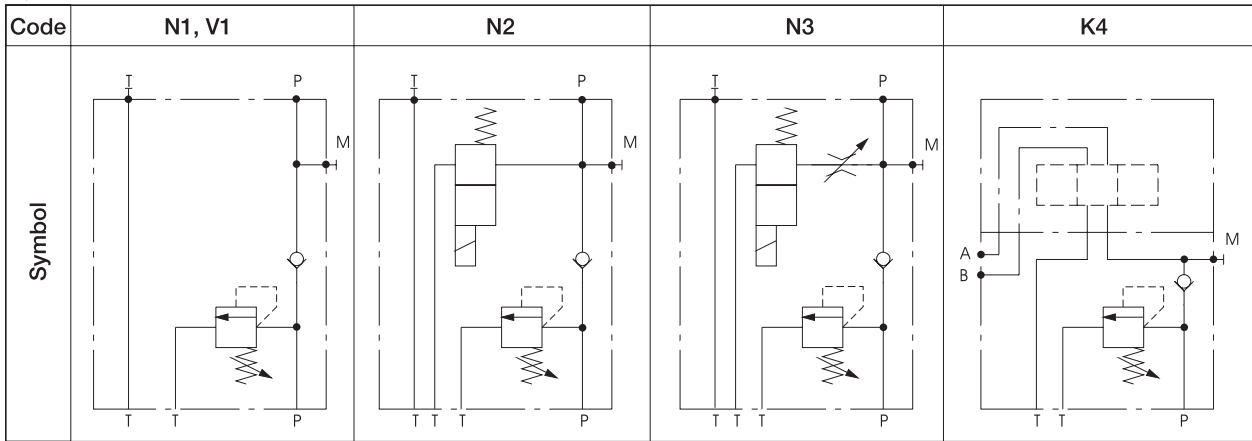 Code N1, V1 N2 N3 K4
Symbol
T P T P T P
M M M M
A
B
T T P T T T P T T T P T T P